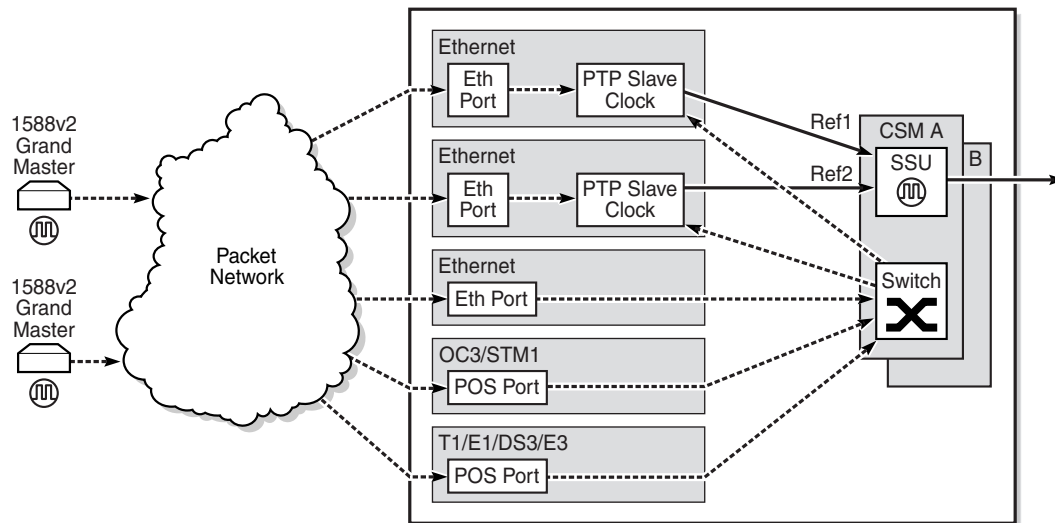 1588v2
Grand
Master
1588v2
Grand
Master
Packet
Network
Ethernet
Eth
Port
PTP Slave
Clock
Ethernet
Eth
Port
PTP Slave
Clock
Ethernet
Eth Port
OC3/STM1
POS Port
T1/E1/DS3/E3
POS Port
Ref1
Ref2
CSM A
SSU
B
Switch